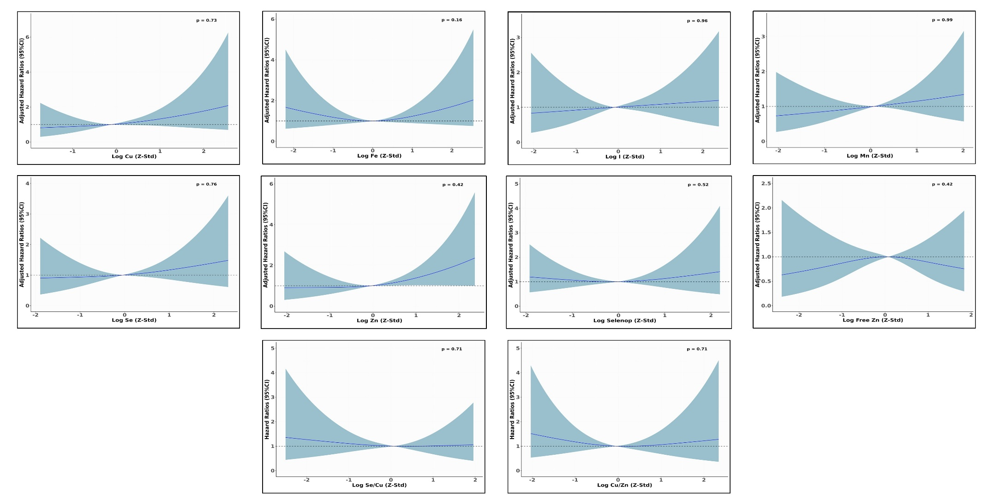 p = 0.73
Adjusted Hazard Ratios (95%CI)
6
4
2
0
-1 0 1 2
Log Cu (Z-Std)
p = 0.16
Adjusted Hazard Ratios (95%CI)
6
4
2
0
-2 -1 0 1 2
Log Fe (Z-Std)
p = 0.96
Adjusted Hazard Ratios (95%CI)
3
2
1
0
-2 -1 0 1 2
Log I (Z-Std)
p = 0.99
Adjusted Hazard Ratios (95%CI)
3
2
1
0
-2 -1 0 1 2
Log Mn (Z-Std)
p = 0.76
Adjusted Hazard Ratios (95%CI)
4
3
2
1
0
-2 -1 0 1 2
Log Se (Z-Std)
p = 0.42
Adjusted Hazard Ratios (95%CI)
6
4
2
0
-2 -1 0 1 2
Log Zn (Z-Std)
p = 0.52
Adjusted Hazard Ratios (95%CI)
5
4
3
2
1
0
-2 -1 0 1 2
Log Selenop (Z-Std)
p = 0.42
Adjusted Hazard Ratios (95%CI)
2.5
2.0
1.5
1.0
0.5
0.0
-2 -1 0 1 2
Log Free Zn (Z-Std)
p = 0.71
Hazard Ratios (95%CI)
5
4
3
2
1
0
-2 -1 0 1 2
Log Se/Cu (Z-Std)
p = 0.71
Hazard Ratios (95%CI)
5
4
3
2
1
0
-2 -1 0 1 2
Log Cu/Zn (Z-Std)